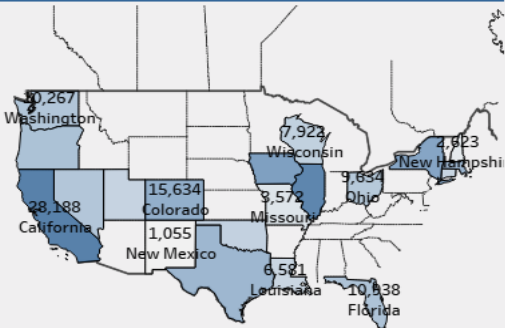 10,267
Washington
7,922
Wisconsin
2,623
New Hampshi
28,188
California
15,634
Colorado
3,572
Missouri
9,634
Ohio
1,055
New Mexico
6,581
Louisiana
10,538
Florida